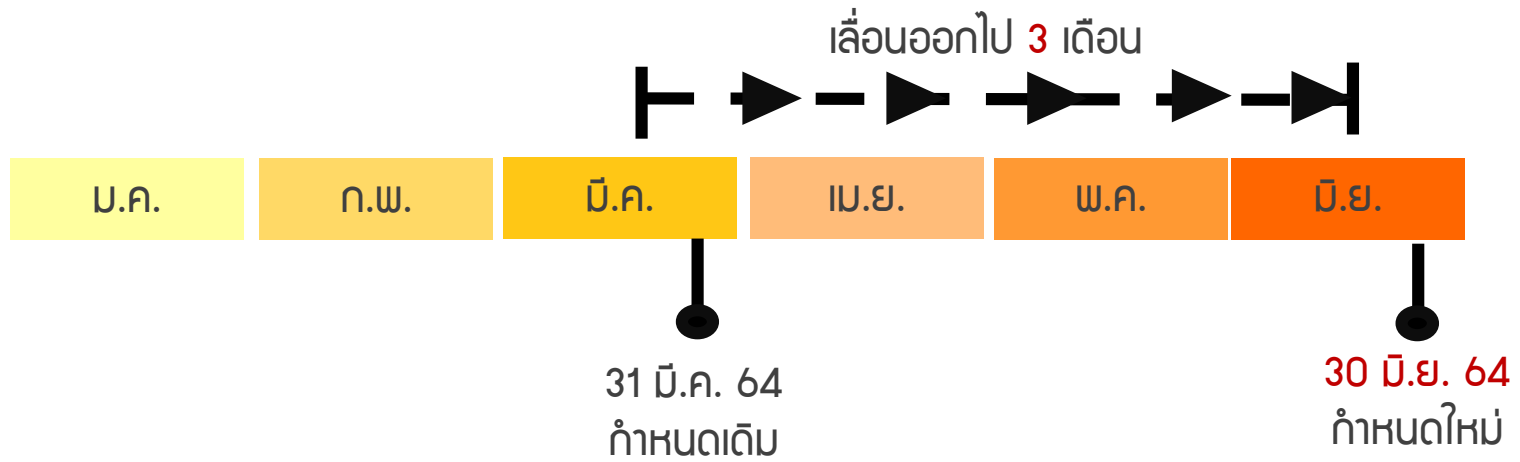 เลื่อนออกไป 3 เดือน
ม.ค. ก.พ. มี.ค. เม.ย. พ.ค. มิ.ย.
31 มี.ค. 64
กำหนดเดิม
30 มิ.ย. 64
กำหนดใหม่